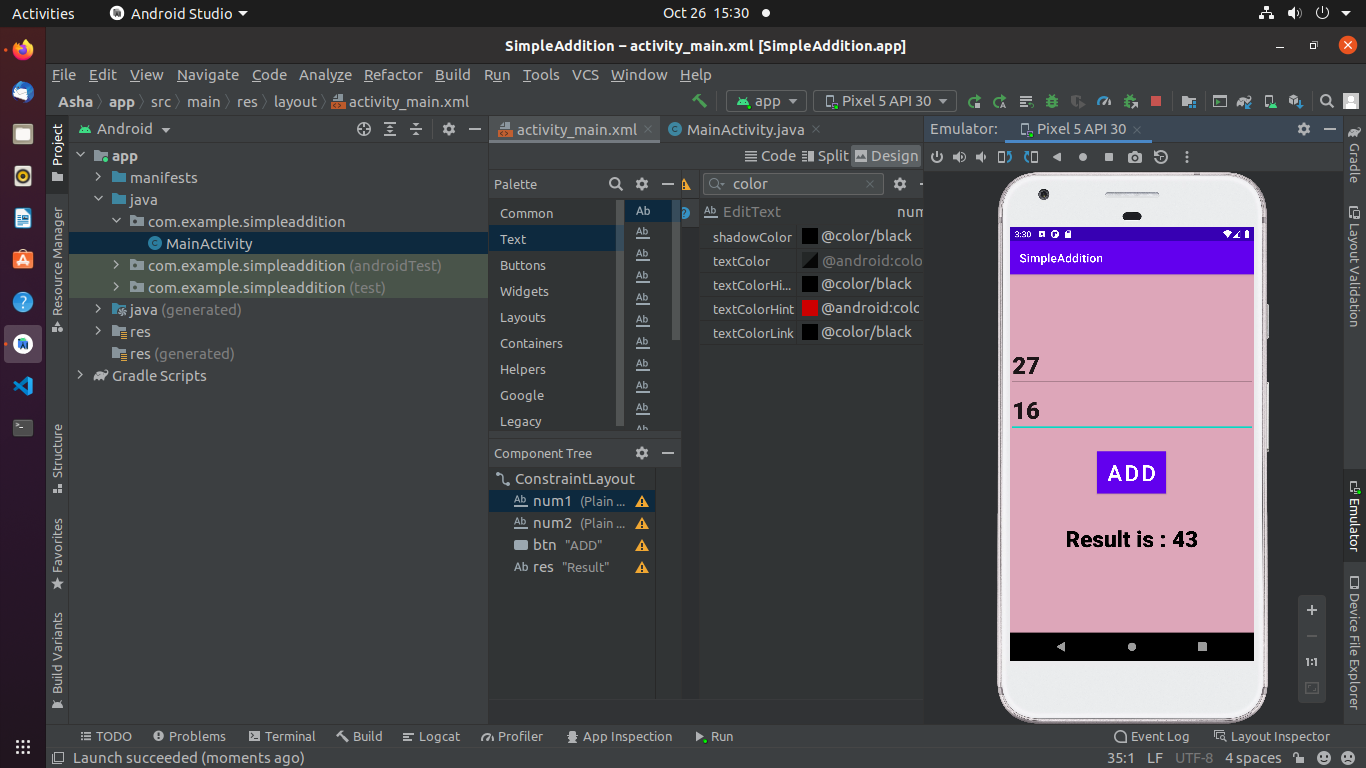 Activities
Android Studio
Oct 26 15:30
SimpleAddition – activity_main.xml [SimpleAddition.app]
File Edit View Navigate Code Analyze Refactor Build Run Tools VCS Window Help
Asha app src main res layout activity_main.xml
app
Pixel 5 API 30
Project
Resource Manager
Structure
Favorites
Build Variants
Android
app
manifests
java
com.example.simpleaddition
MainActivity
com.example.simpleaddition (androidTest)
com.example.simpleaddition (test)
java (generated)
res
res (generated)
Gradle Scripts
activity_main.xml
MainActivity.java
Code Split Design
Palette
Common
Text
Buttons
Widgets
Layouts
Containers
Helpers
Google
Legacy
Ab
Ab
Ab
Ab
Ab
Ab
Ab
Ab
Ab
Ab
Component Tree
ConstraintLayout
Ab num1 (Plain ...
Ab num2 (Plain ...
btn "ADD"
Ab res "Result"
color
Ab EditText num
shadowColor @color/black
textColor @android:colo
textColorHi... @color/black
textColorHint @android:colo
textColorLink @color/black
Emulator: Pixel 5 API 30
3:30
SimpleAddition
27
16
ADD
Result is : 43
1:1
Gradle
Layout Validation
Emulator
Device File Explorer
TODO Problems Terminal Build Logcat Profiler App Inspection Run
Event Log Layout Inspector
Launch succeeded (moments ago)
35:1 LF UTF-8 4 spaces